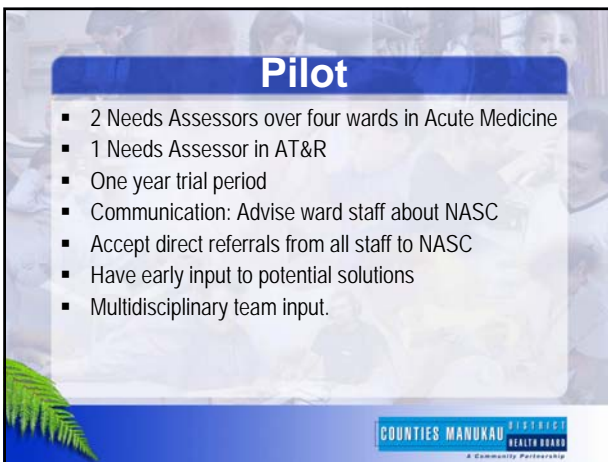 Pilot
▪ 2 Needs Assessors over four wards in Acute Medicine
▪ 1 Needs Assessor in AT&R
▪ One year trial period
▪ Communication: Advise ward staff about NASC
▪ Accept direct referrals from all staff to NASC
▪ Have early input to potential solutions
▪ Multidisciplinary team input.
COUNTIES MANUKAU DISTRICT HEALTH BOARD
A Community Partnership